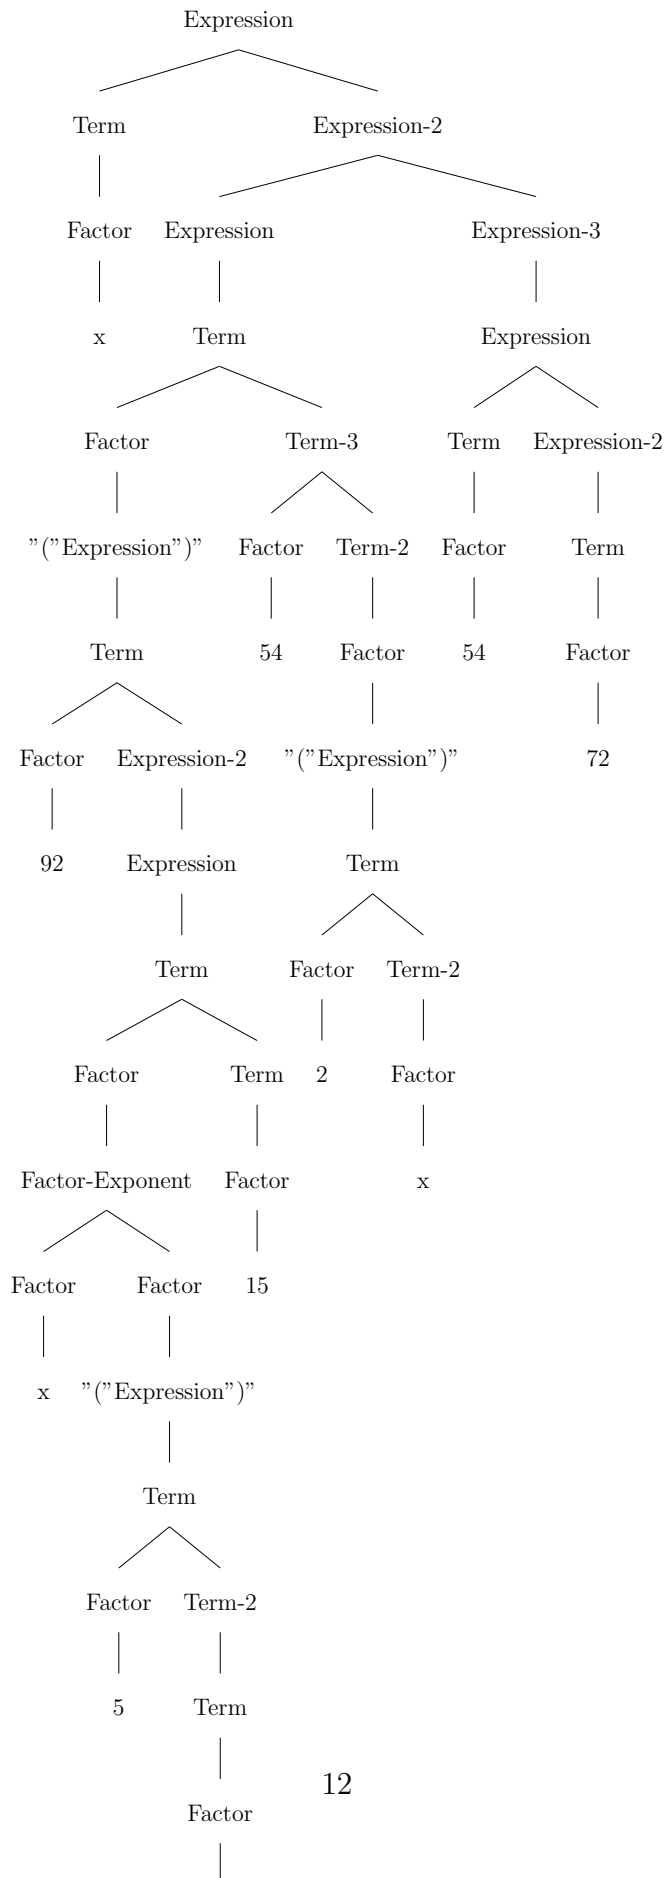 Expression
Term Expression-2
Factor Expression Expression-3
x Term Expression
Factor Term-3 Term Expression-2
”(”Expression”)” Factor Term-2 Factor Term
Term 54 Factor 54 Factor
Factor Expression-2 ”(”Expression”)” 72
92 Expression Term
Term Factor Term-2
Factor Term 2 Factor
Factor-Exponent Factor x
Factor Factor 15
x ”(”Expression”)”
Term
Factor Term-2
5 Term
12
Factor